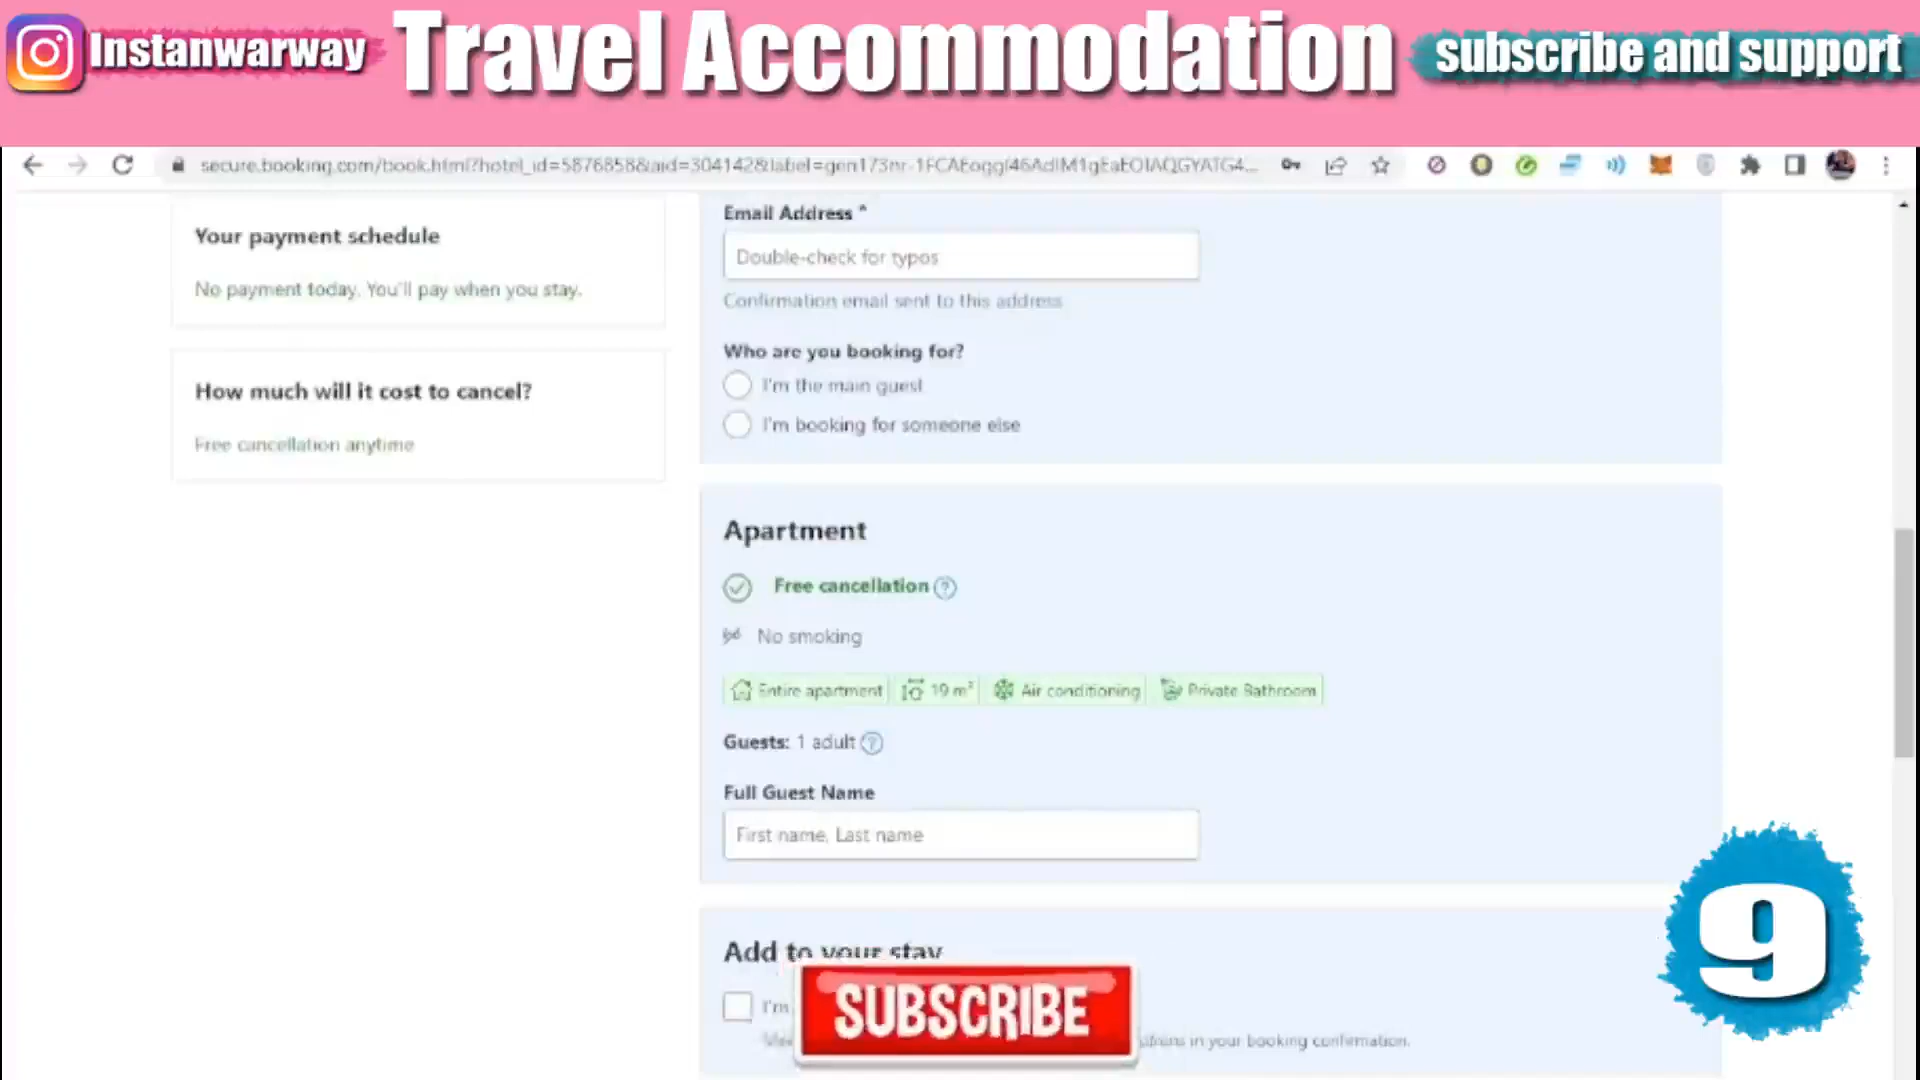 Instanwarway
Travel Accommodation
subscribe and support
Your payment schedule
No payment today. You'll pay when you stay.
How much will it cost to cancel?
Free cancellation anytime
Email Address *
Double-check for typos
Confirmation email sent to this address
Who are you booking for?
I'm the main guest
I'm booking for someone else
Apartment
Free cancellation
No smoking
Entire apartment
19 m²
Air conditioning
Private Bathroom
Guests: 1 adult
Full Guest Name
First name, Last name
Add to your stay
I'm
in your booking confirmation.
SUBSCRIBE
9